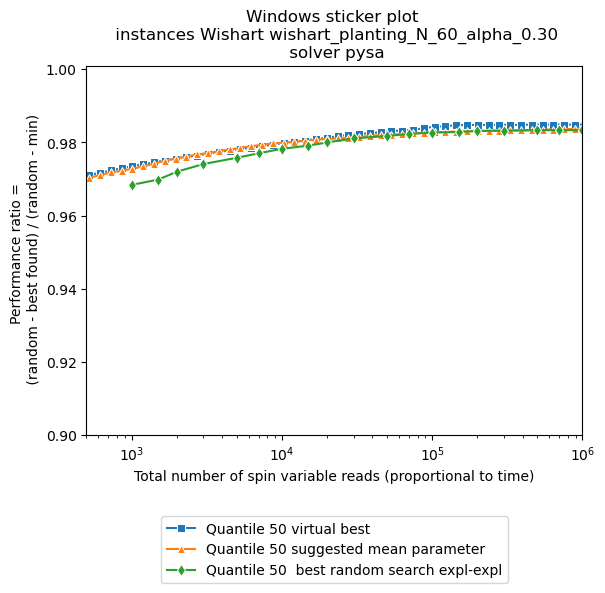 Windows sticker plot
instances Wishart wishart_planting_N_60_alpha_0.30
solver pysa
Performance ratio =
(random - best found) / (random - min)
1.00
0.98
0.96
0.94
0.92
0.90
10³
10⁴
10⁵
10⁶
Total number of spin variable reads (proportional to time)
Quantile 50 virtual best
Quantile 50 suggested mean parameter
Quantile 50  best random search expl-expl